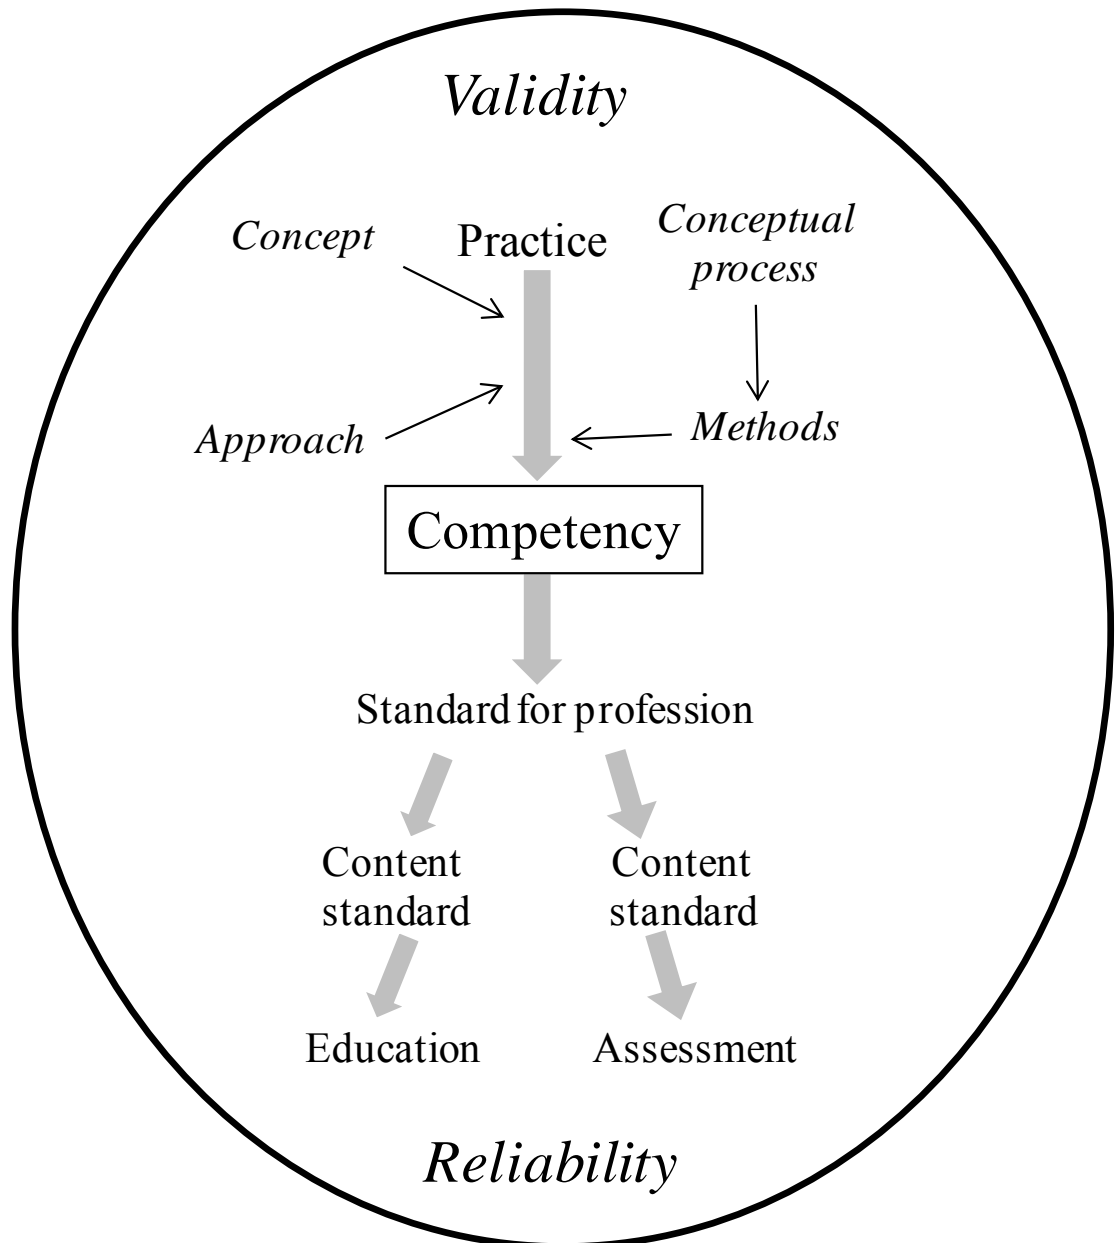 Validity
Concept
Practice
Conceptual
process
Approach
Methods
Competency
Standard for profession
Content
standard
Content
standard
Education
Assessment
Reliability